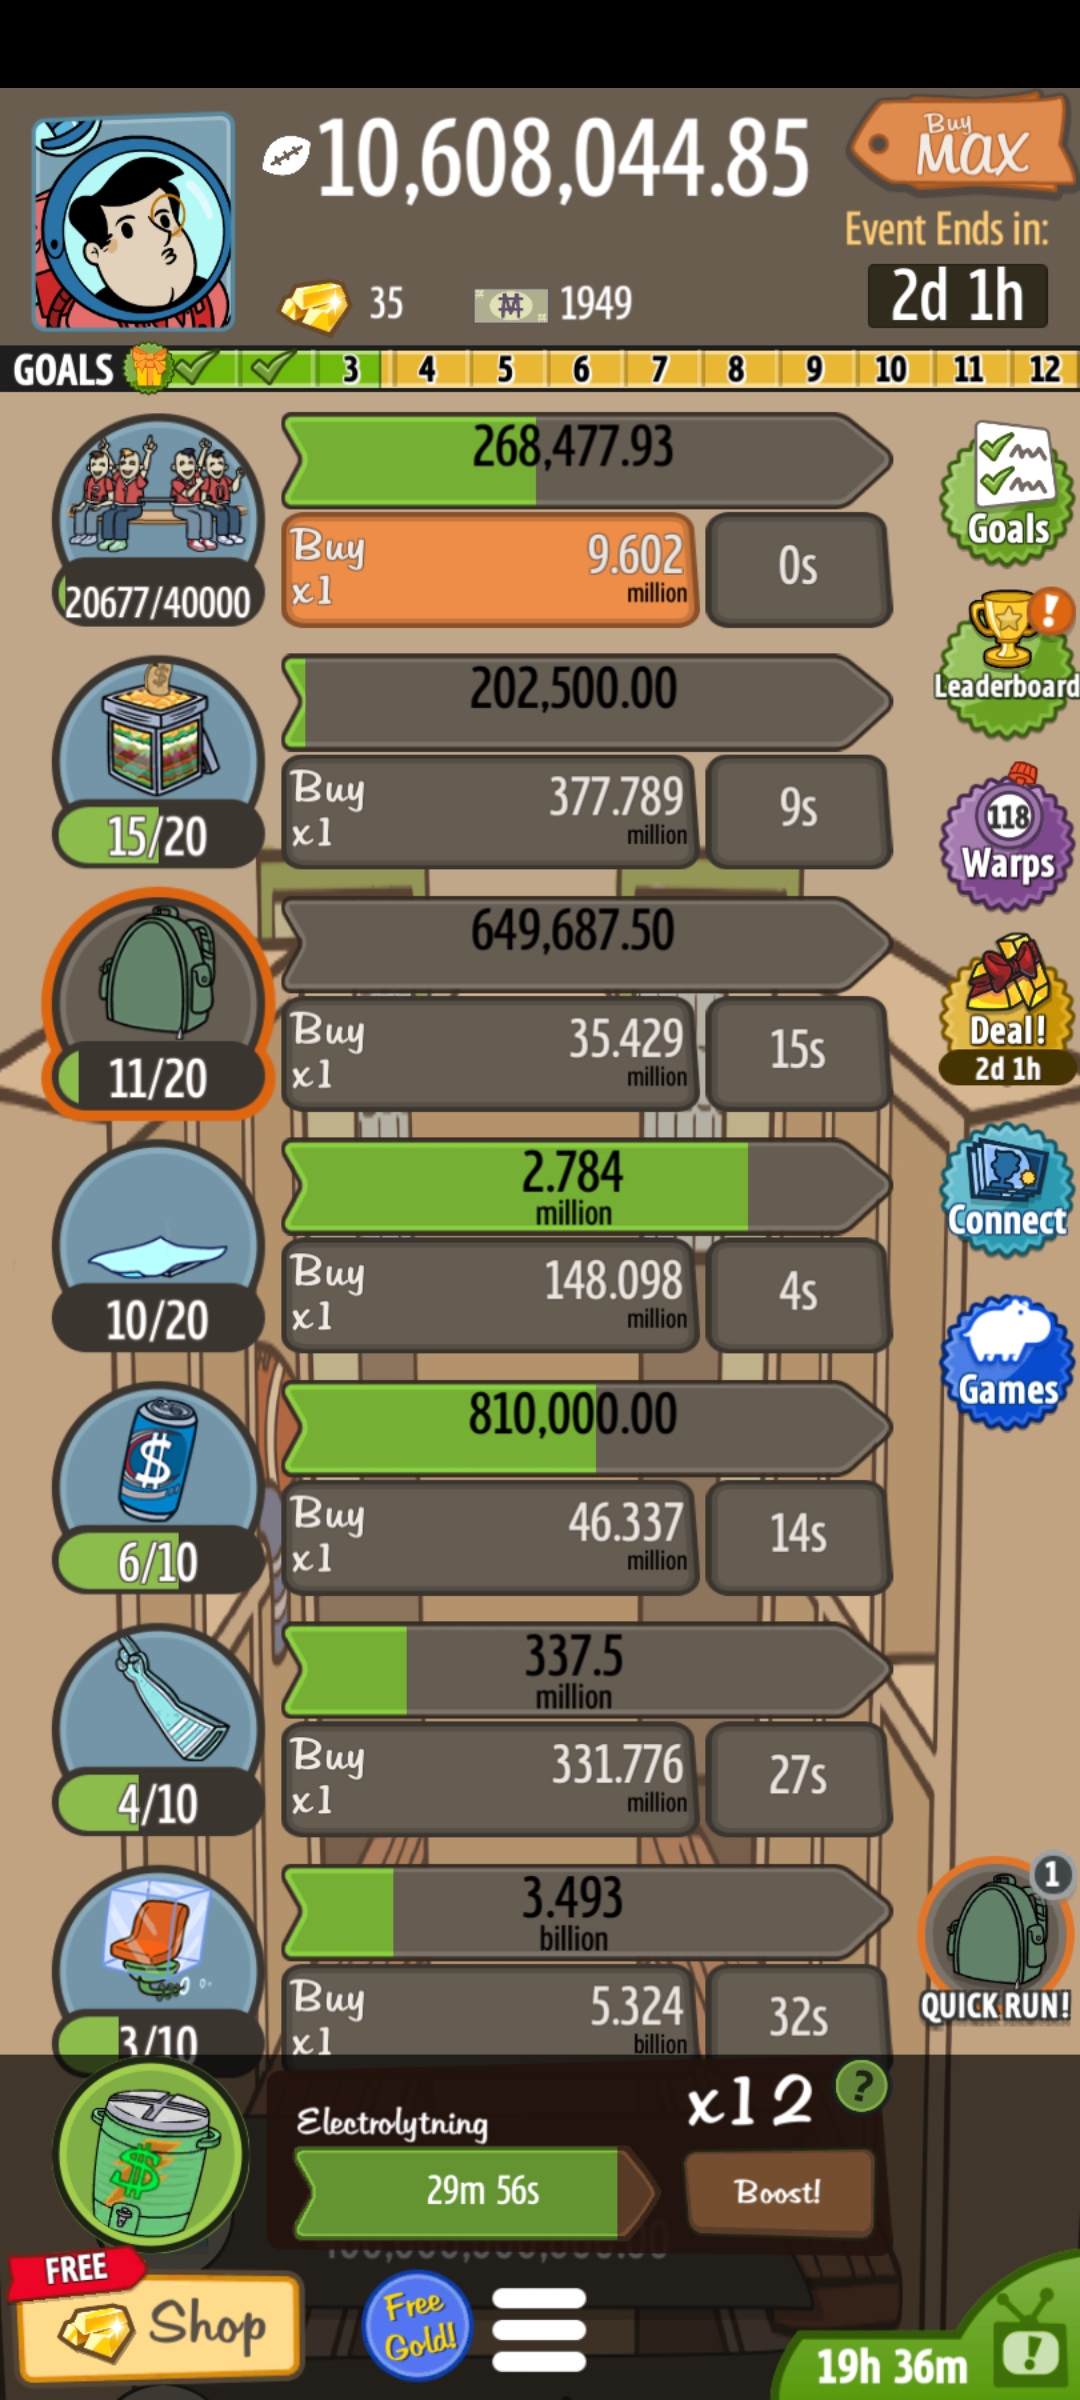 10,608,044.85
Buy
MAX
Event Ends in:
2d 1h
35
1949
GOALS 3 4 5 6 7 8 9 10 11 12
268,477.93
Buy
x1
9.602
million
0s
20677/40000
Goals
Leaderboard
202,500.00
Buy
x1
377.789
million
9s
15/20
118
Warps
649,687.50
Buy
x1
35.429
million
15s
11/20
Deal!
2d 1h
2.784
million
Buy
x1
148.098
million
4s
10/20
Connect
810,000.00
Buy
x1
46.337
million
14s
6/10
Games
337.5
million
Buy
x1
331.776
million
27s
4/10
3.493
billion
Buy
x1
5.324
billion
32s
3/10
1
QUICK RUN!
Electrolytning
x12
?
29m 56s
Boost!
FREE
Shop
Free
Gold!
19h 36m